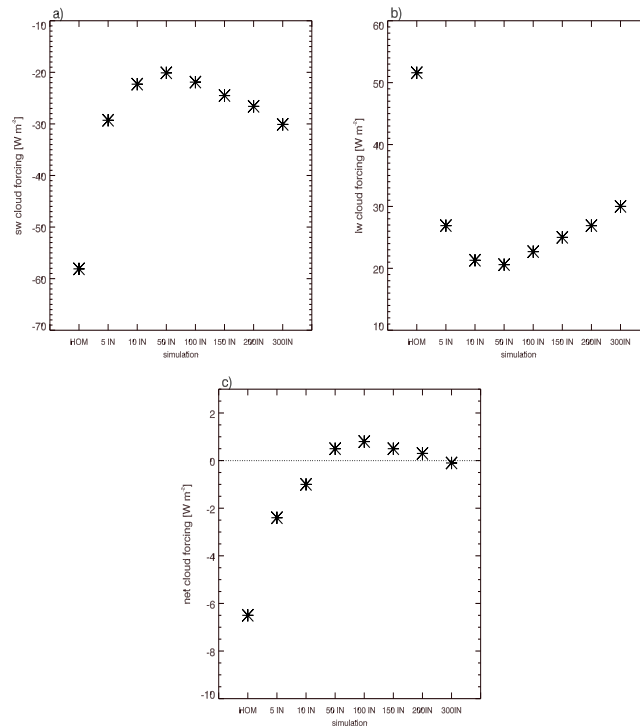 a)
-10
-20
-30
-40
-50
-60
-70
sw cloud forcing [W m⁻²]
HOM 5 IN 10 IN 50 IN 100 IN 150 IN 200IN 300IN
simulation
b)
60
50
40
30
20
10
lw cloud forcing [W m⁻²]
HOM 5 IN 10 IN 50 IN 100 IN 150 IN 200IN 300IN
simulation
c)
2
0
-2
-4
-6
-8
-10
net cloud forcing [W m⁻²]
HOM 5 IN 10 IN 50 IN 100 IN 150 IN 200IN 300IN
simulation